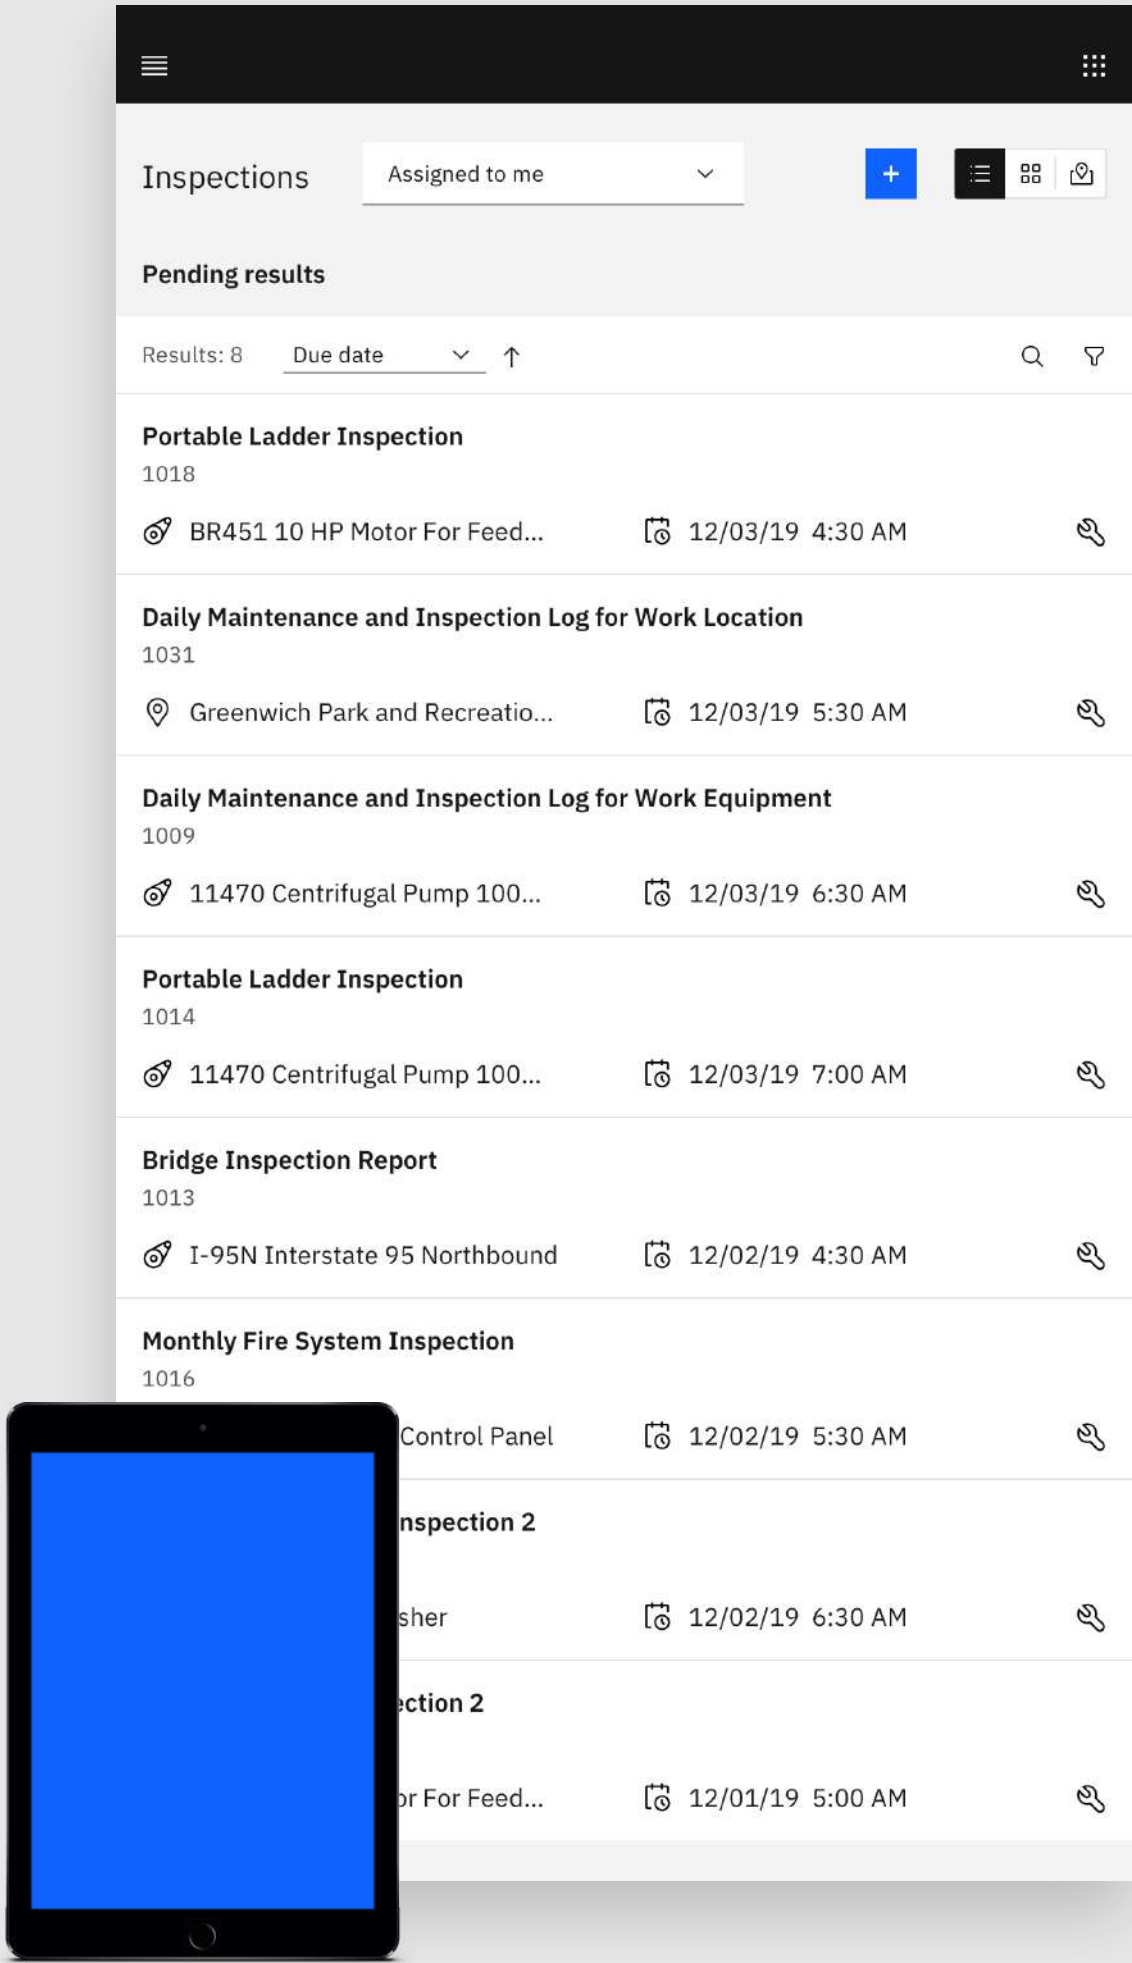 Inspections
Assigned to me
Pending results
Results: 8
Due date
Portable Ladder Inspection
1018
BR451 10 HP Motor For Feed...
12/03/19 4:30 AM
Daily Maintenance and Inspection Log for Work Location
1031
Greenwich Park and Recreatio...
12/03/19 5:30 AM
Daily Maintenance and Inspection Log for Work Equipment
1009
11470 Centrifugal Pump 100...
12/03/19 6:30 AM
Portable Ladder Inspection
1014
11470 Centrifugal Pump 100...
12/03/19 7:00 AM
Bridge Inspection Report
1013
I-95N Interstate 95 Northbound
12/02/19 4:30 AM
Monthly Fire System Inspection
1016
Control Panel
12/02/19 5:30 AM
nspection 2
sher
12/02/19 6:30 AM
ection 2
or For Feed...
12/01/19 5:00 AM